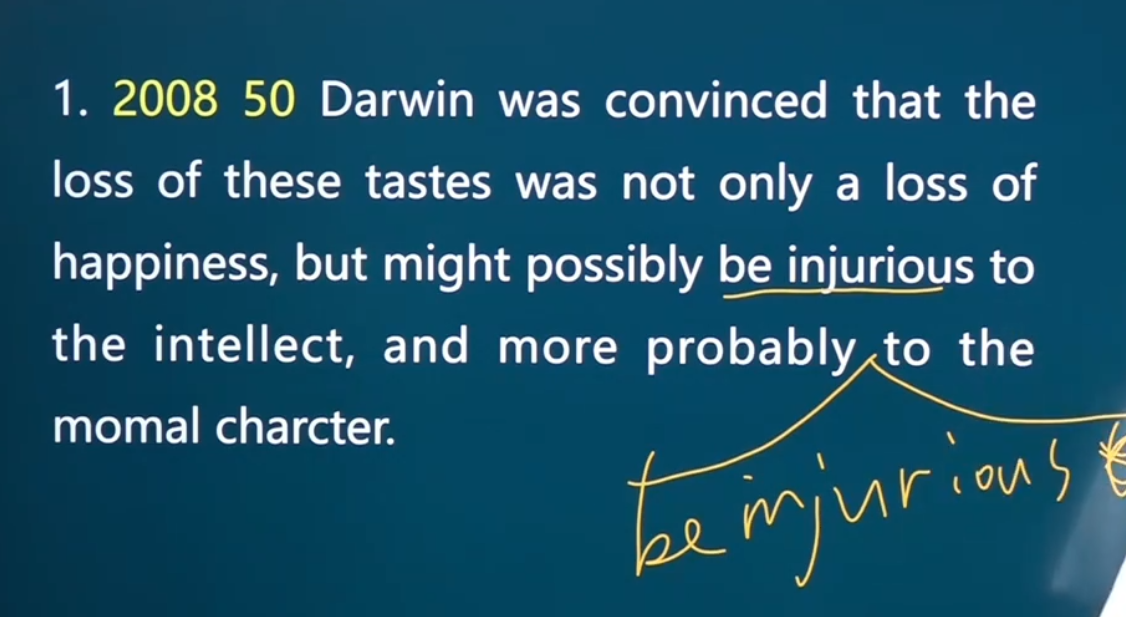 1. 2008 50 Darwin was convinced that the
loss of these tastes was not only a loss of
happiness, but might possibly be injurious to
the intellect, and more probably to the
momal charcter.
be injurious